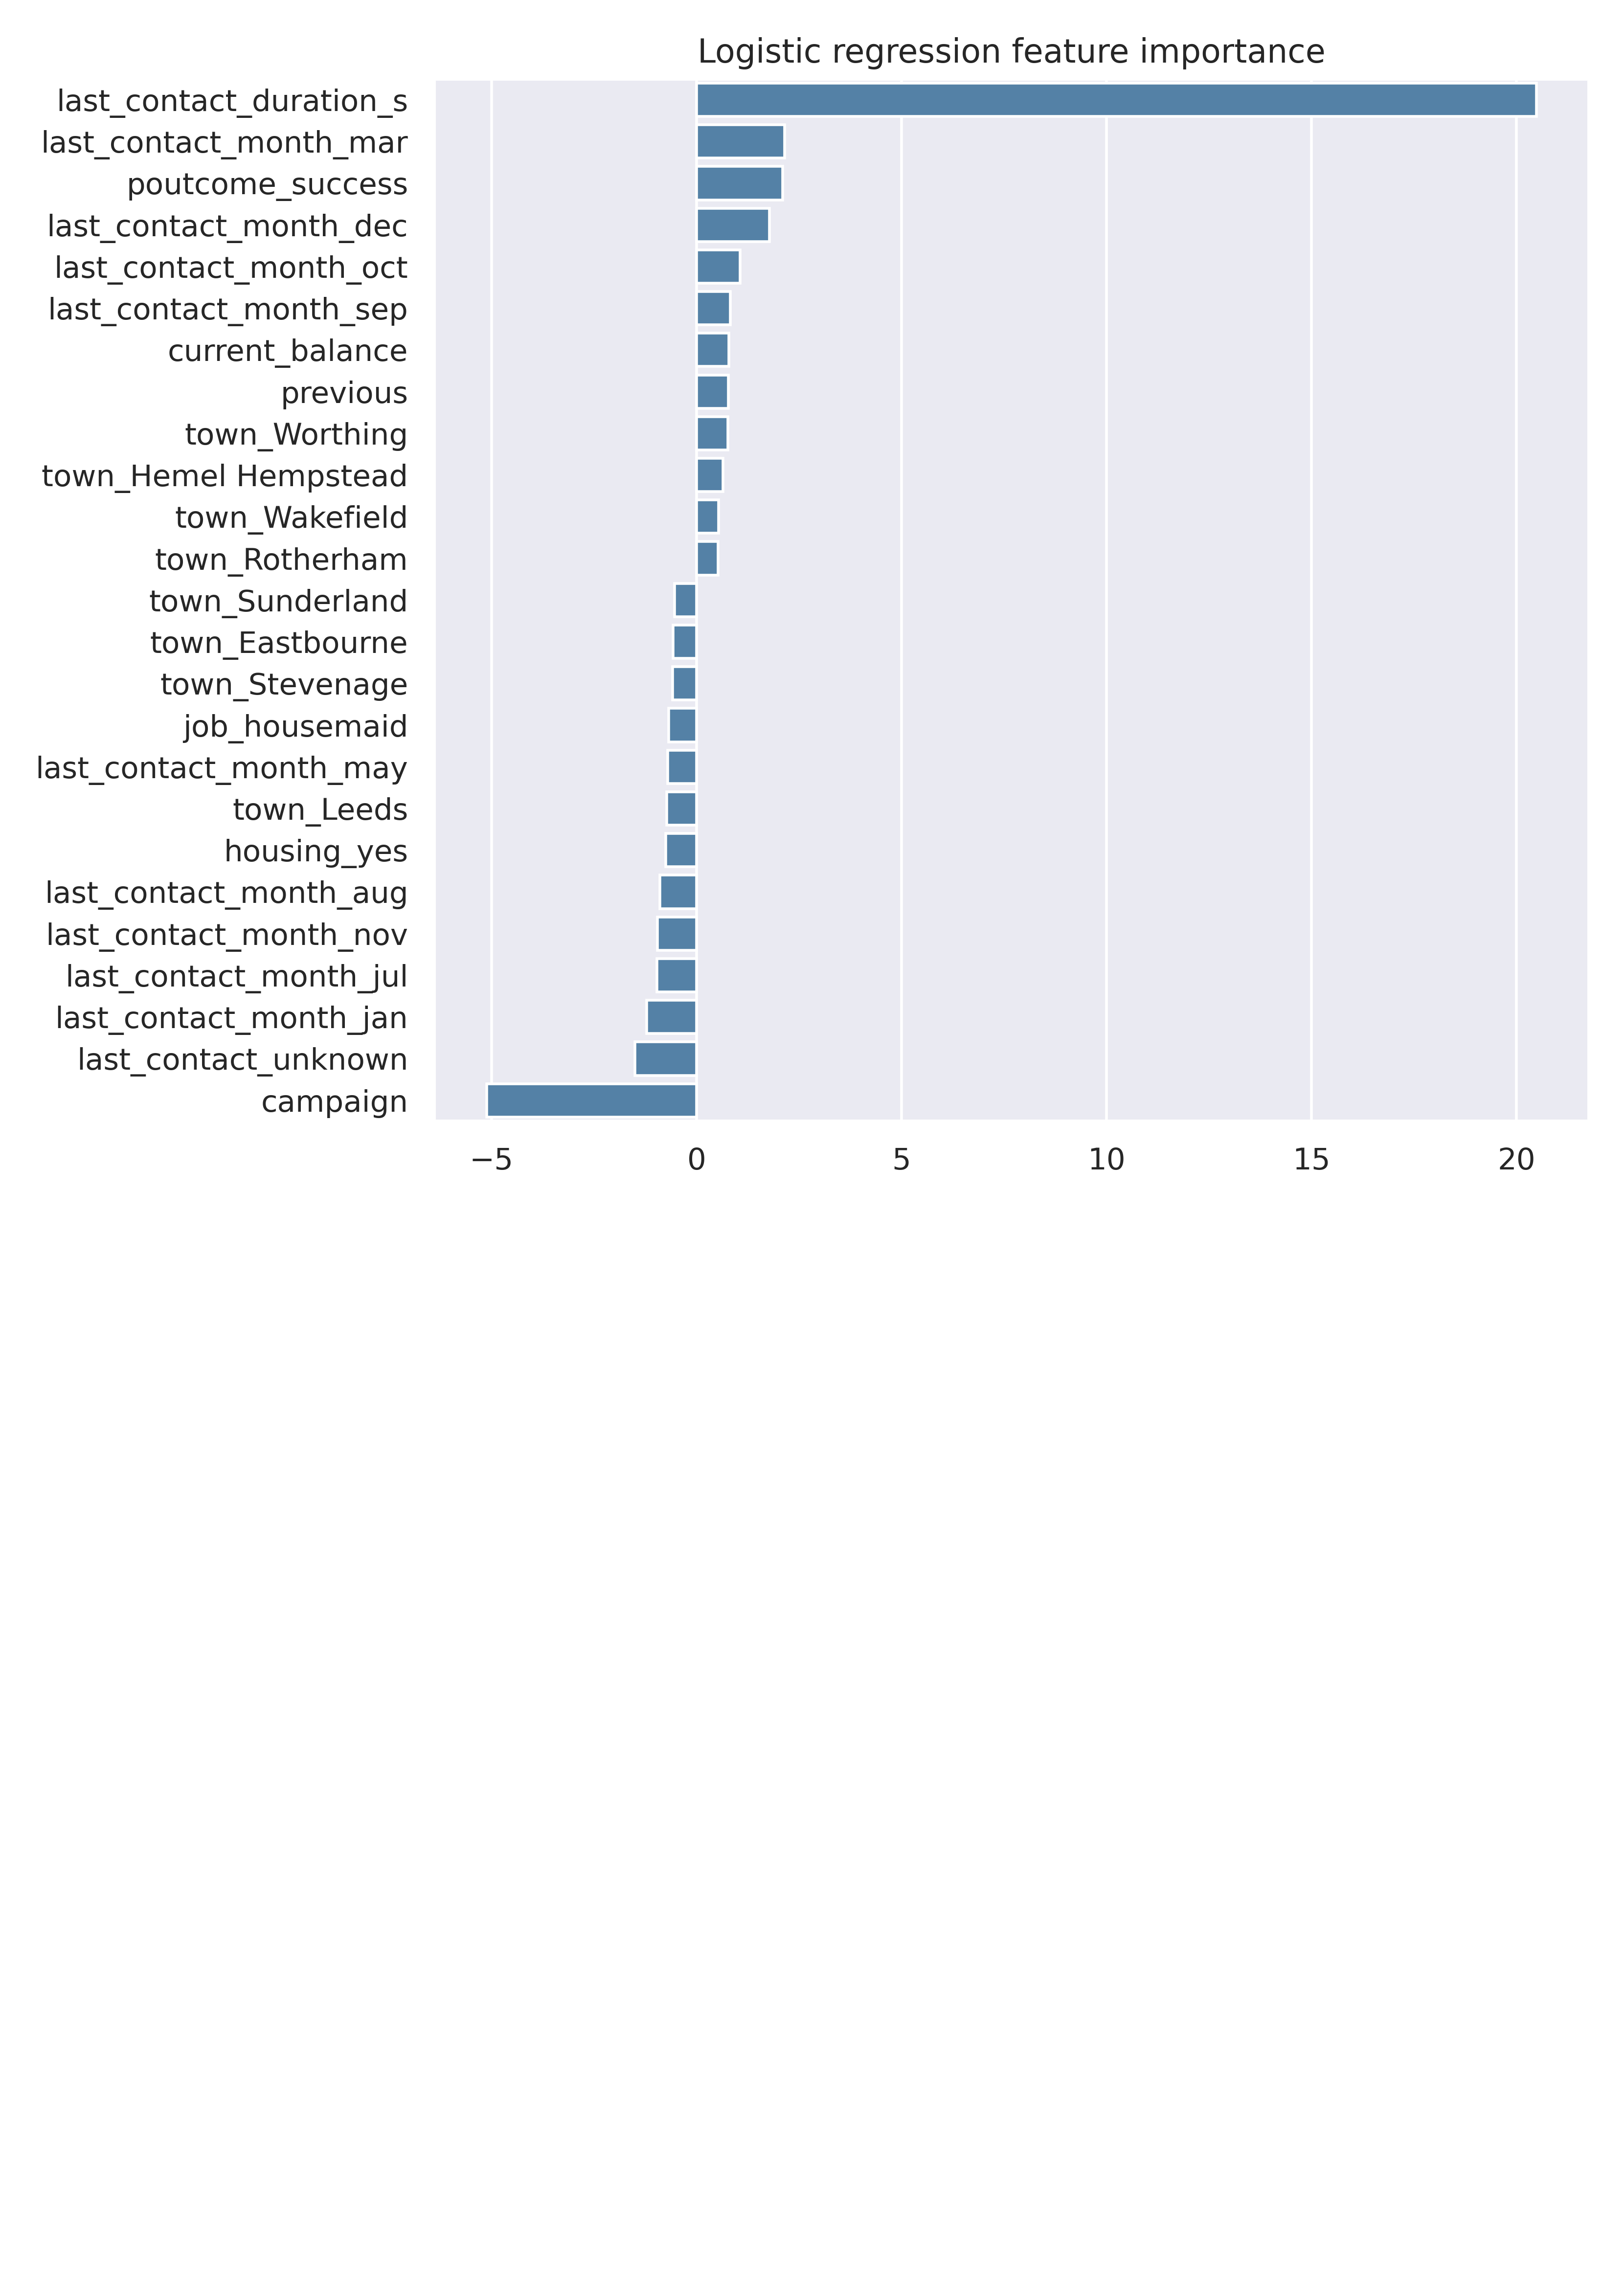 Logistic regression feature importance
last_contact_duration_s
last_contact_month_mar
poutcome_success
last_contact_month_dec
last_contact_month_oct
last_contact_month_sep
current_balance
previous
town_Worthing
town_Hemel Hempstead
town_Wakefield
town_Rotherham
town_Sunderland
town_Eastbourne
town_Stevenage
job_housemaid
last_contact_month_may
town_Leeds
housing_yes
last_contact_month_aug
last_contact_month_nov
last_contact_month_jul
last_contact_month_jan
last_contact_unknown
campaign
−5 0 5 10 15 20